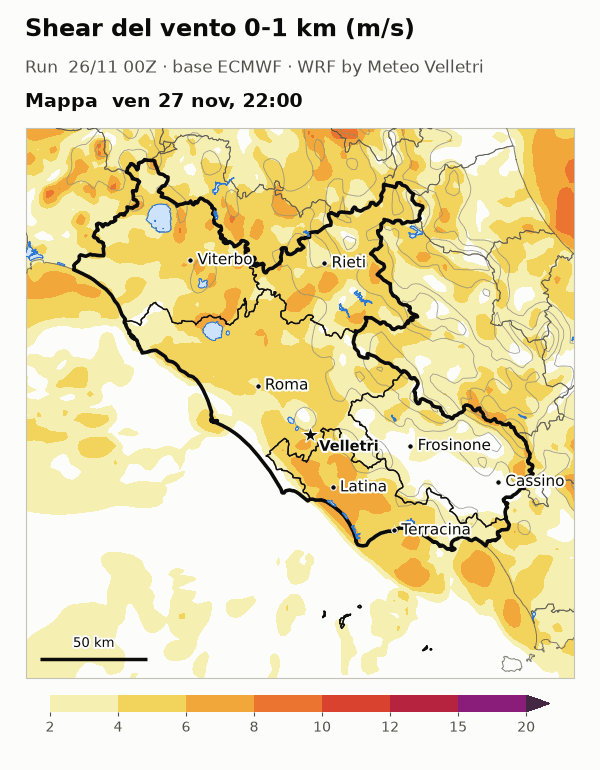 Shear del vento 0-1 km (m/s)
Run  26/11 00Z · base ECMWF · WRF by Meteo Velletri
Mappa  ven 27 nov, 22:00
Viterbo
Rieti
Roma
Velletri
Frosinone
Cassino
Latina
Terracina
50 km
2 4 6 8 10 12 15 20